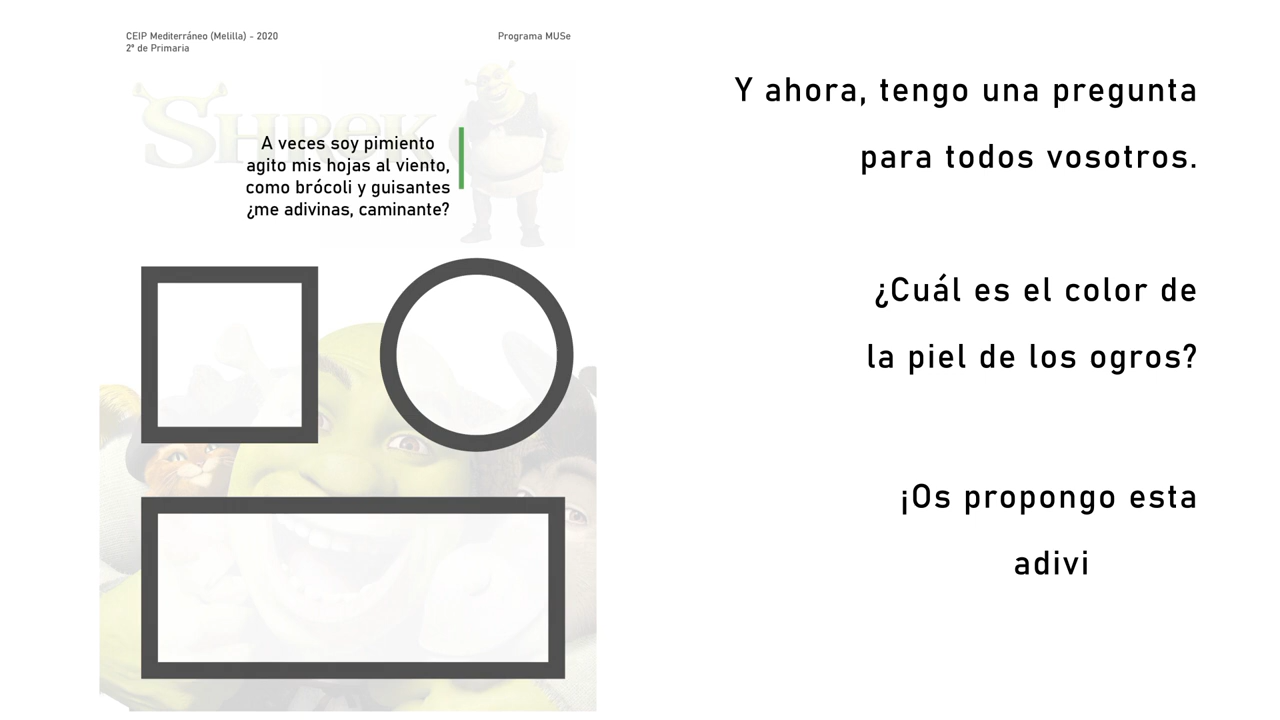 CEIP Mediterráneo (Melilla) - 2020
2º de Primaria
Programa MUSe
SHREK
A veces soy pimiento
agito mis hojas al viento,
como brócoli y guisantes
¿me adivinas, caminante?
Y ahora, tengo una pregunta
para todos vosotros.
¿Cuál es el color de
la piel de los ogros?
¡Os propongo esta
adivi